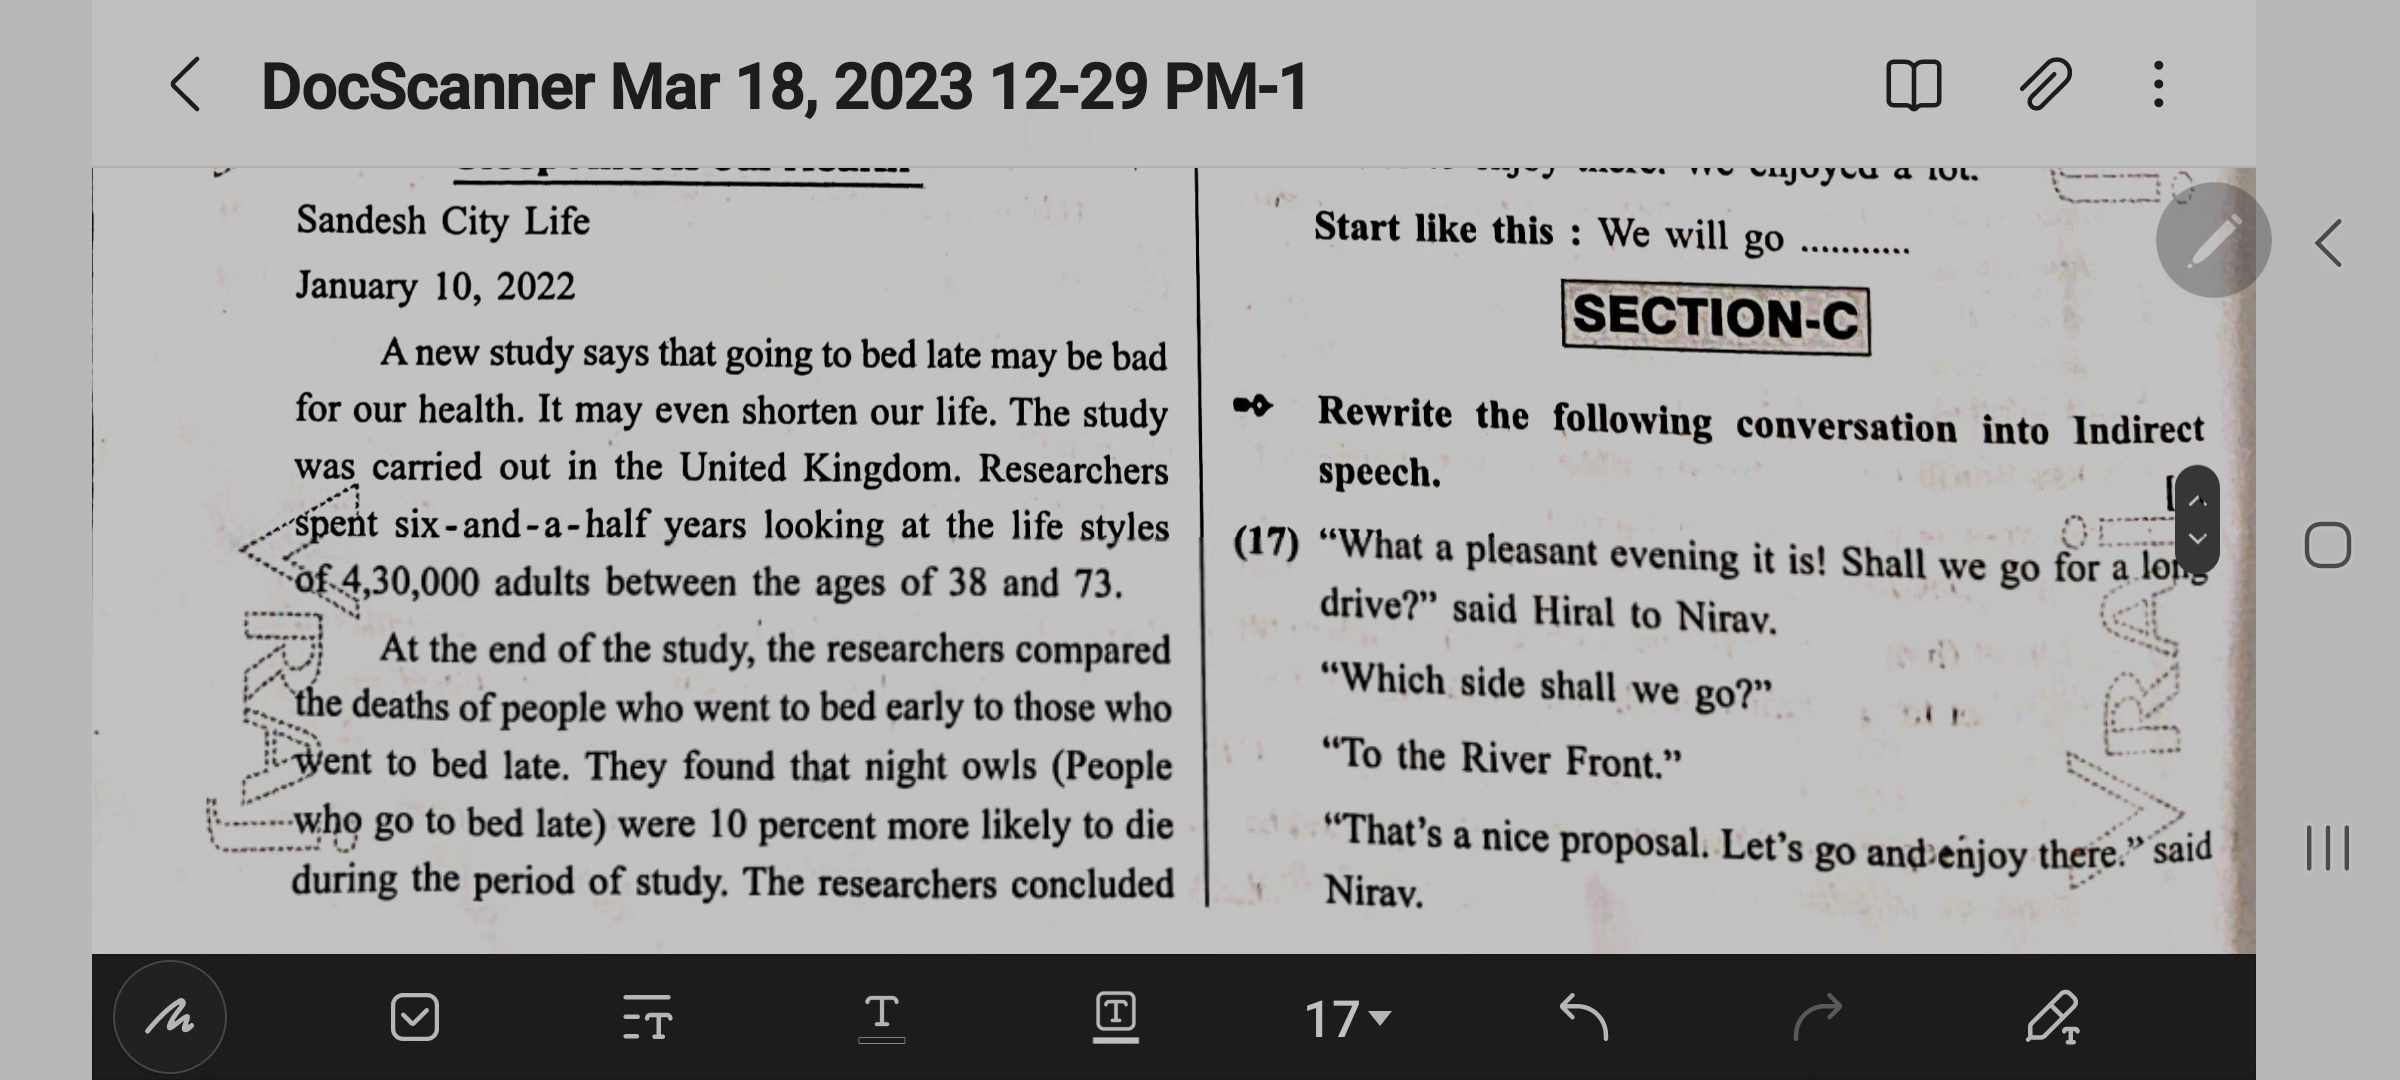 DocScanner Mar 18, 2023 12-29 PM-1
Sandesh City Life
January 10, 2022
A new study says that going to bed late may be bad
for our health. It may even shorten our life. The study
was carried out in the United Kingdom. Researchers
spent six-and-a-half years looking at the life styles
of 4,30,000 adults between the ages of 38 and 73.
At the end of the study, the researchers compared
the deaths of people who went to bed early to those who
went to bed late. They found that night owls (People
who go to bed late) were 10 percent more likely to die
during the period of study. The researchers concluded
enjoyed a lot.
Start like this : We will go ...........
SECTION-C
Rewrite the following conversation into Indirect
speech.
(17) “What a pleasant evening it is! Shall we go for a long
drive?” said Hiral to Nirav.
“Which side shall we go?”
“To the River Front.”
“That’s a nice proposal. Let’s go and enjoy there.” said
Nirav.
17